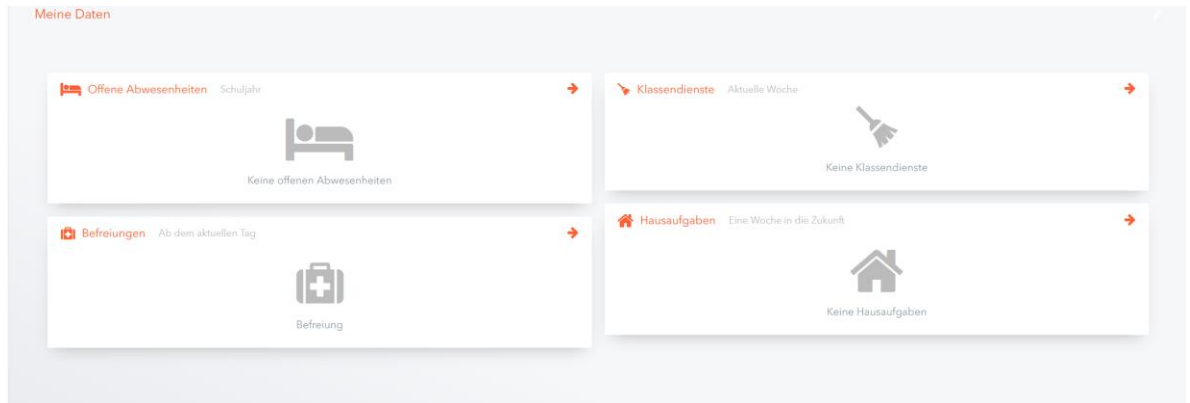 Meine Daten
Offene Abwesenheiten Schuljahr
Keine offenen Abwesenheiten
Befreiungen Ab dem aktuellen Tag
Befreiung
Klassendienste Aktuelle Woche
Keine Klassendienste
Hausaufgaben Eine Woche in die Zukunft
Keine Hausaufgaben